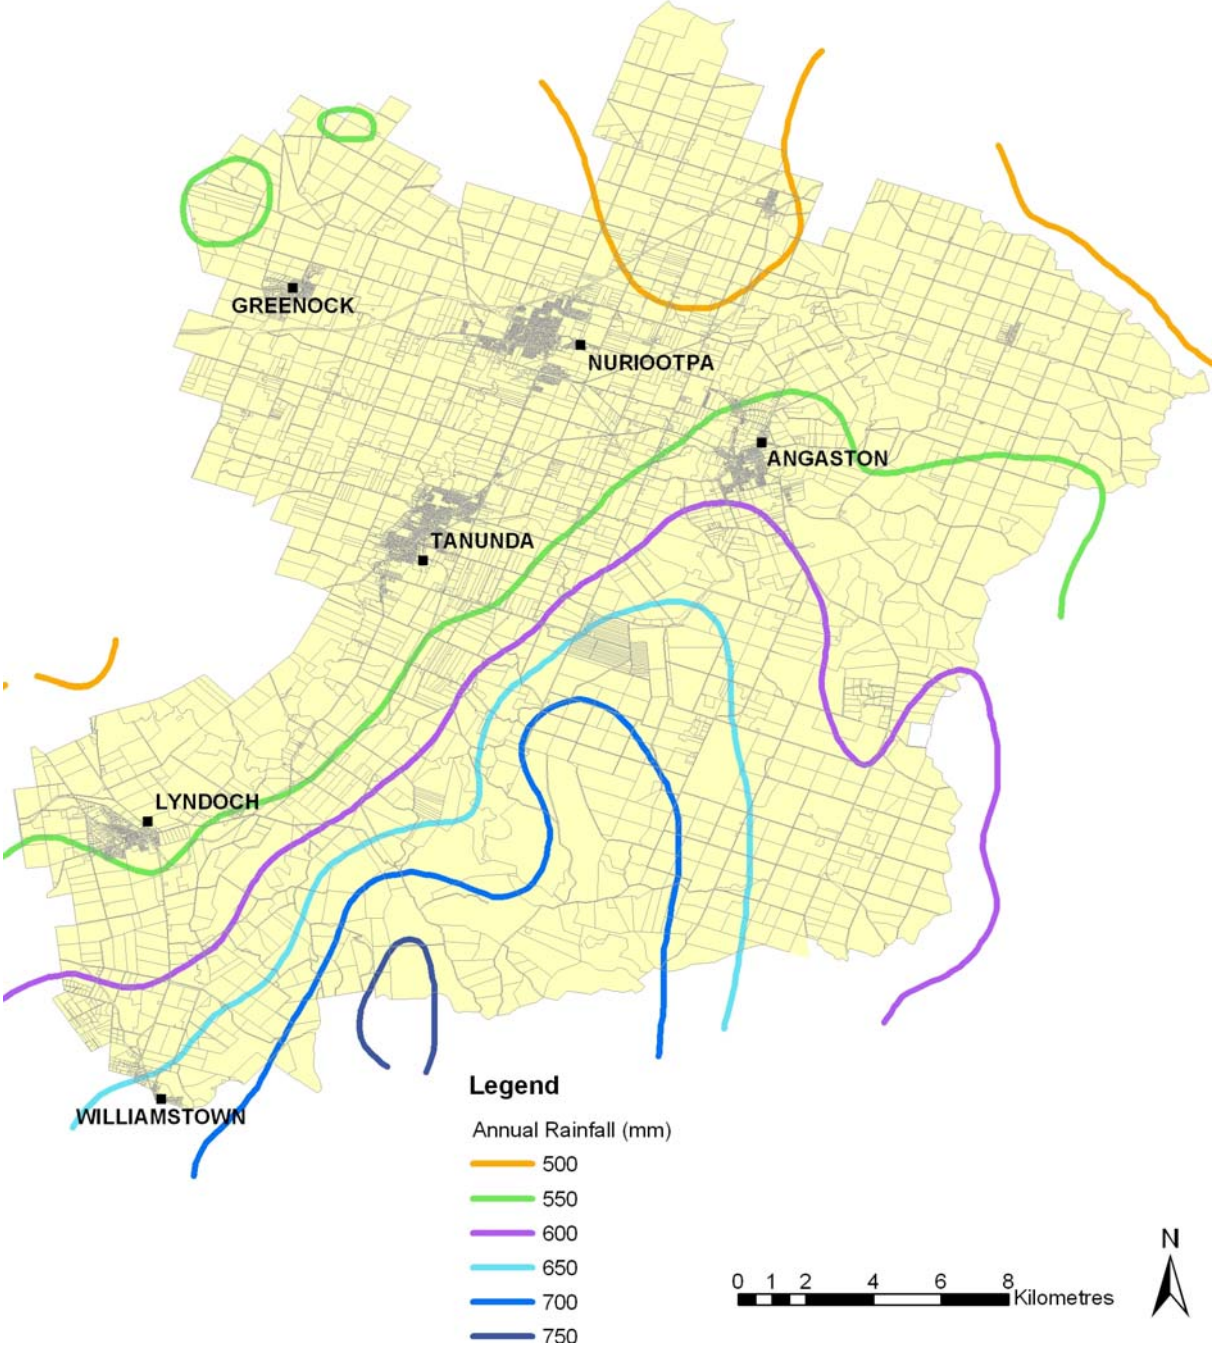 GREENOCK
NURIOOTPA
ANGASTON
TANUNDA
LYNDOCH
WILLIAMSTOWN
Legend
Annual Rainfall (mm)
500
550
600
650
700
750
0 1 2 4 6 8
Kilometres
N